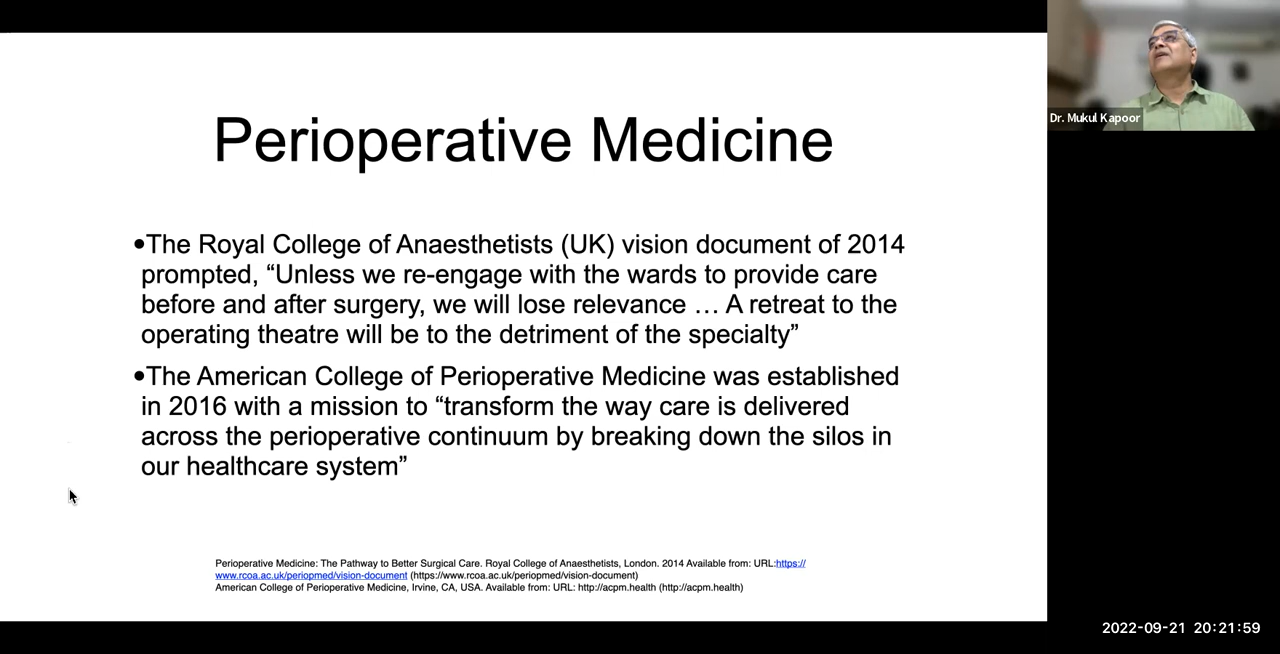 Perioperative Medicine
•The Royal College of Anaesthetists (UK) vision document of 2014
prompted, “Unless we re-engage with the wards to provide care
before and after surgery, we will lose relevance … A retreat to the
operating theatre will be to the detriment of the specialty”
•The American College of Perioperative Medicine was established
in 2016 with a mission to “transform the way care is delivered
across the perioperative continuum by breaking down the silos in
our healthcare system”
Perioperative Medicine: The Pathway to Better Surgical Care. Royal College of Anaesthetists, London. 2014 Available from: URL:https://
www.rcoa.ac.uk/periopmed/vision-document (https://www.rcoa.ac.uk/periopmed/vision-document)
American College of Perioperative Medicine, Irvine, CA, USA. Available from: URL: http://acpm.health (http://acpm.health)
Dr. Mukul Kapoor
2022-09-21 20:21:59